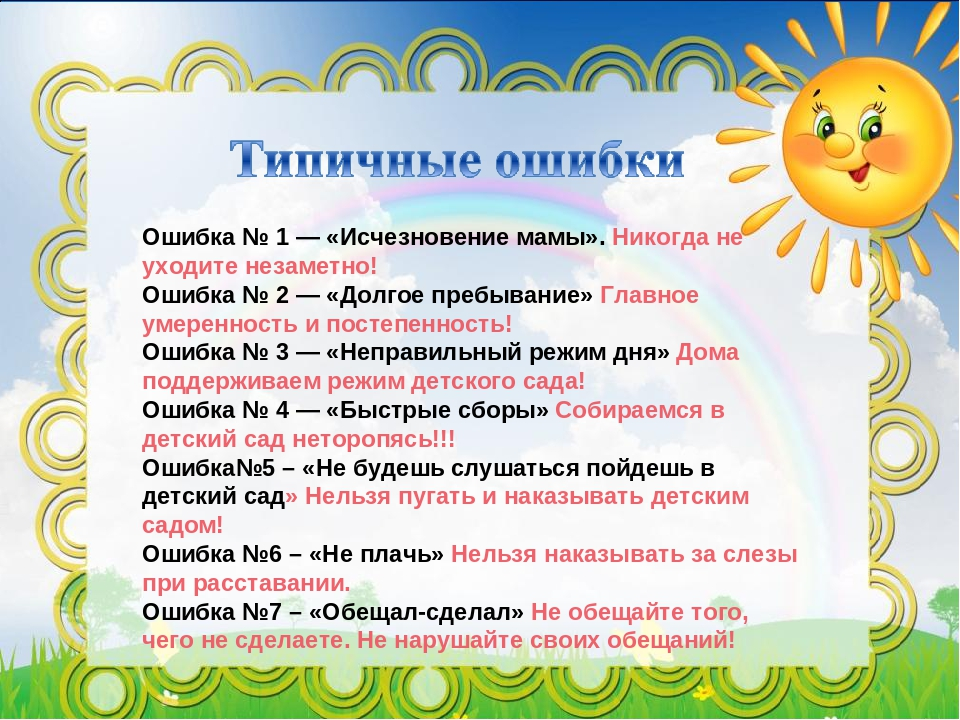 Типичные ошибки
Ошибка № 1 — «Исчезновение мамы». Никогда не
уходите незаметно!
Ошибка № 2 — «Долгое пребывание» Главное
умеренность и постепенность!
Ошибка № 3 — «Неправильный режим дня» Дома
поддерживаем режим детского сада!
Ошибка № 4 — «Быстрые сборы» Собираемся в
детский сад неторопясь!!!
Ошибка№5 – «Не будешь слушаться пойдешь в
детский сад» Нельзя пугать и наказывать детским
садом!
Ошибка №6 – «Не плачь» Нельзя наказывать за слезы
при расставании.
Ошибка №7 – «Обещал-сделал» Не обещайте того,
чего не сделаете. Не нарушайте своих обещаний!